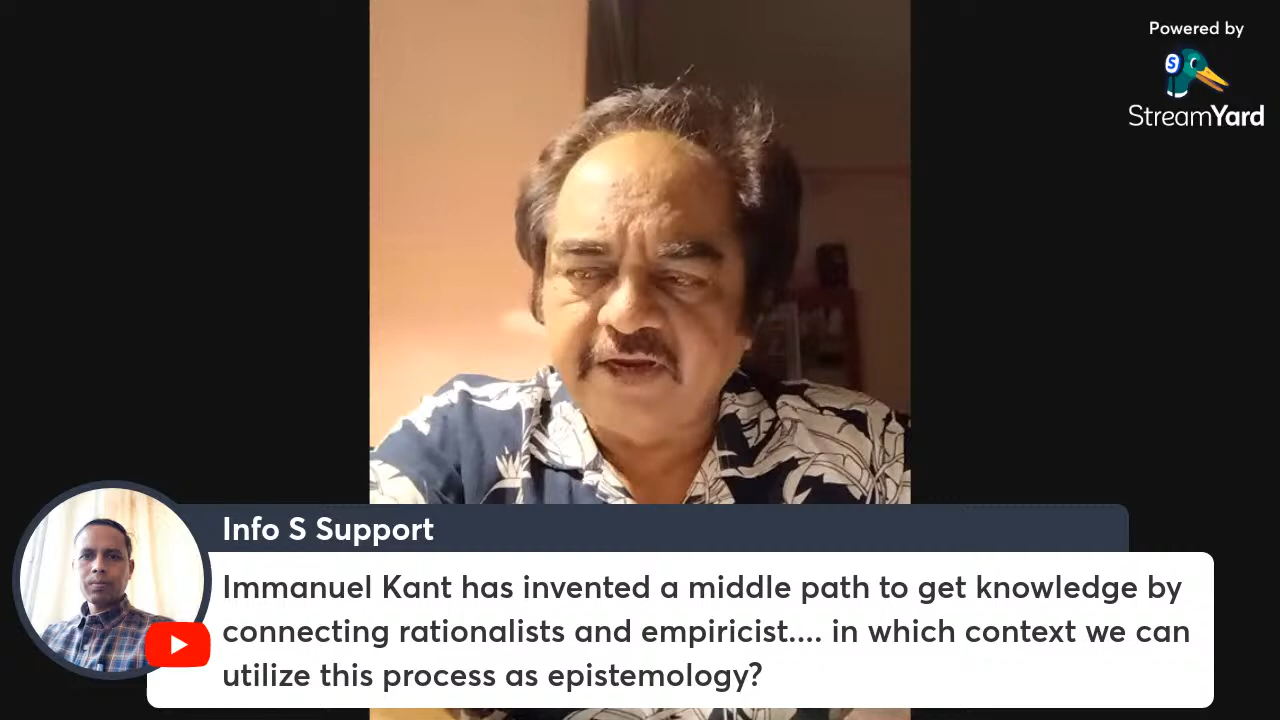 Powered by
StreamYard
Info S Support
Immanuel Kant has invented a middle path to get knowledge by
connecting rationalists and empiricist.... in which context we can
utilize this process as epistemology?